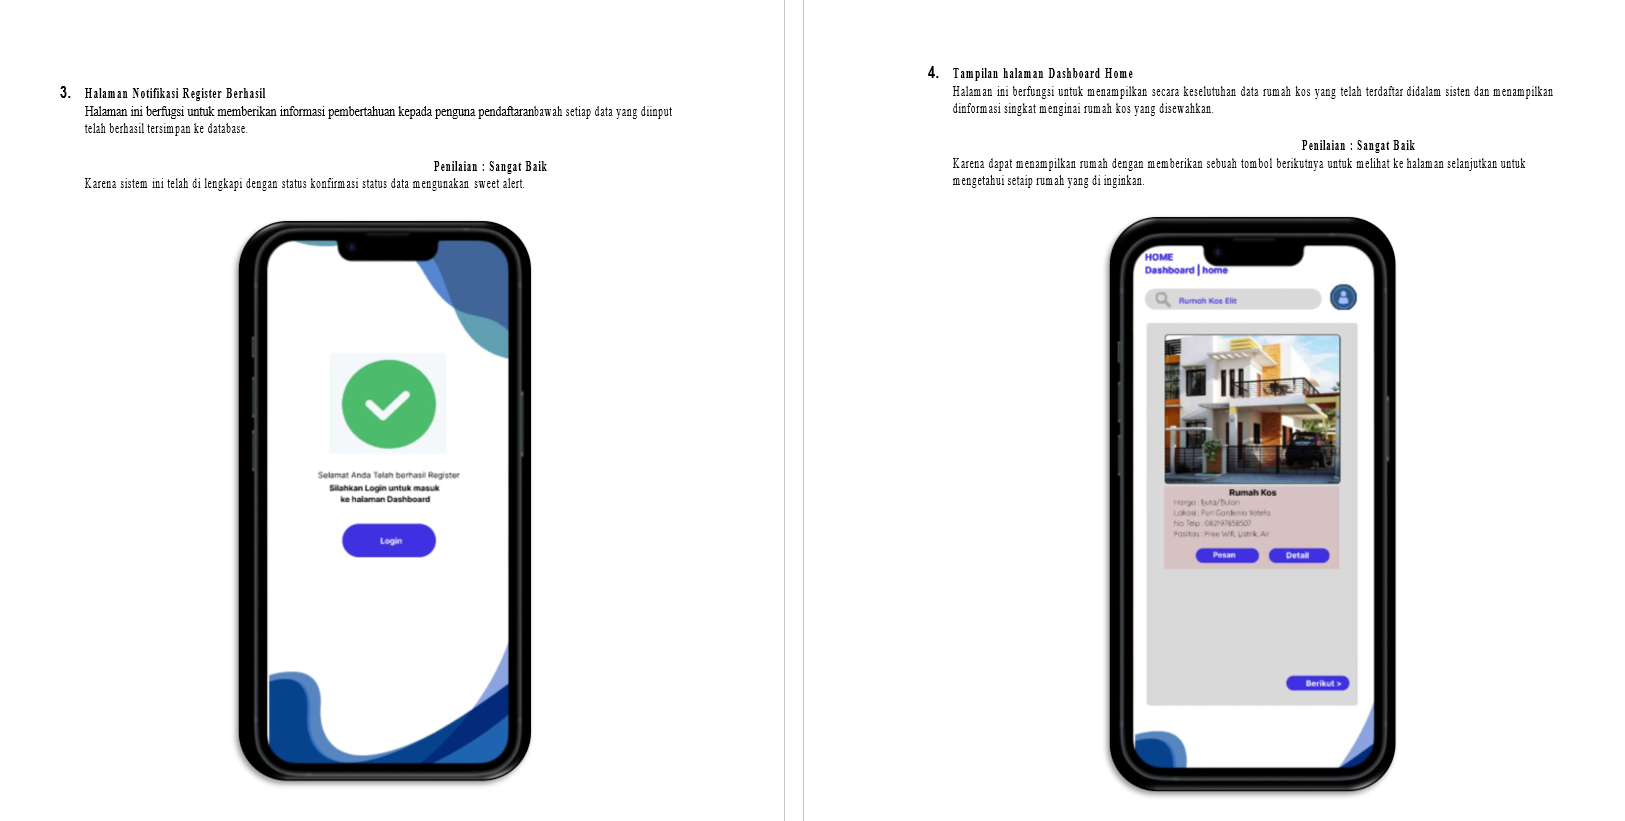 3. Halaman Notifikasi Register Berhasil
Halaman ini berfugsi untuk memberikan informasi pembertahuan kepada penguna pendaftaranbawah setiap data yang diinput
telah berhasil tersimpan ke database.
Penilaian : Sangat Baik
Karena sistem ini telah di lengkapi dengan status konfirmasi status data mengunakan sweet alert.
Selamat Anda Telah berhasil Register
Silahkan Login untuk masuk
ke halaman Dashboard
Login
4. Tampilan halaman Dashboard Home
Halaman ini berfungsi untuk menampilkan secara keselutuhan data rumah kos yang telah terdaftar didalam sisten dan menampilkan
dinformasi singkat menginai rumah kos yang disewahkan.
Penilaian : Sangat Baik
Karena dapat menampilkan rumah dengan memberikan sebuah tombol berikutnya untuk melihat ke halaman selanjutkan untuk
mengetahui setaip rumah yang di inginkan.
HOME
Dashboard | home
Rumah Kos Elit
Rumah Kos
Harga : 1juta/Bulan
Lokasi : Puri Gardenia
No Telp : 082197858507
Fasiltas : Free Wifi, Listrik, Air
Pesan
Detail
Berikut >